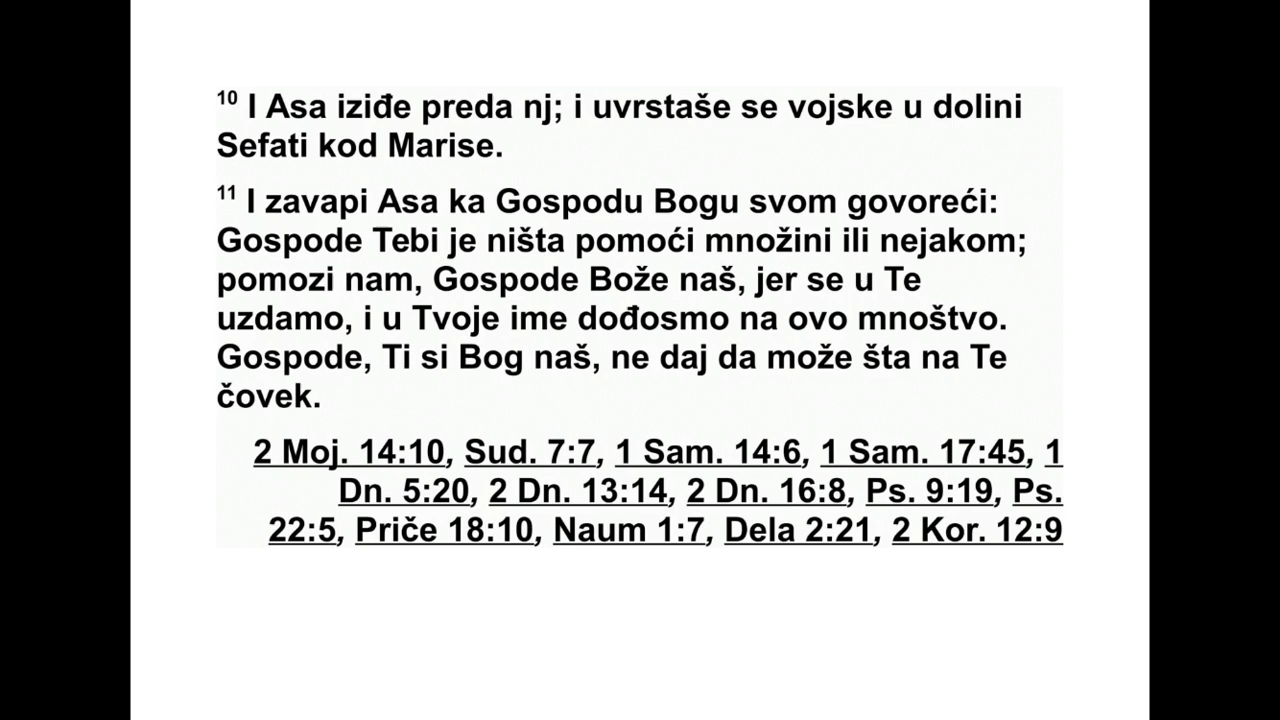 10 I Asa iziđe preda nj; i uvrstaše se vojske u dolini
Sefati kod Marise.
11 I zavapi Asa ka Gospodu Bogu svom govoreći:
Gospode Tebi je ništa pomoći množini ili nejakom;
pomozi nam, Gospode Bože naš, jer se u Te
uzdamo, i u Tvoje ime dođosmo na ovo mnoštvo.
Gospode, Ti si Bog naš, ne daj da može šta na Te
čovek.
2 Moj. 14:10, Sud. 7:7, 1 Sam. 14:6, 1 Sam. 17:45, 1
Dn. 5:20, 2 Dn. 13:14, 2 Dn. 16:8, Ps. 9:19, Ps.
22:5, Priče 18:10, Naum 1:7, Dela 2:21, 2 Kor. 12:9